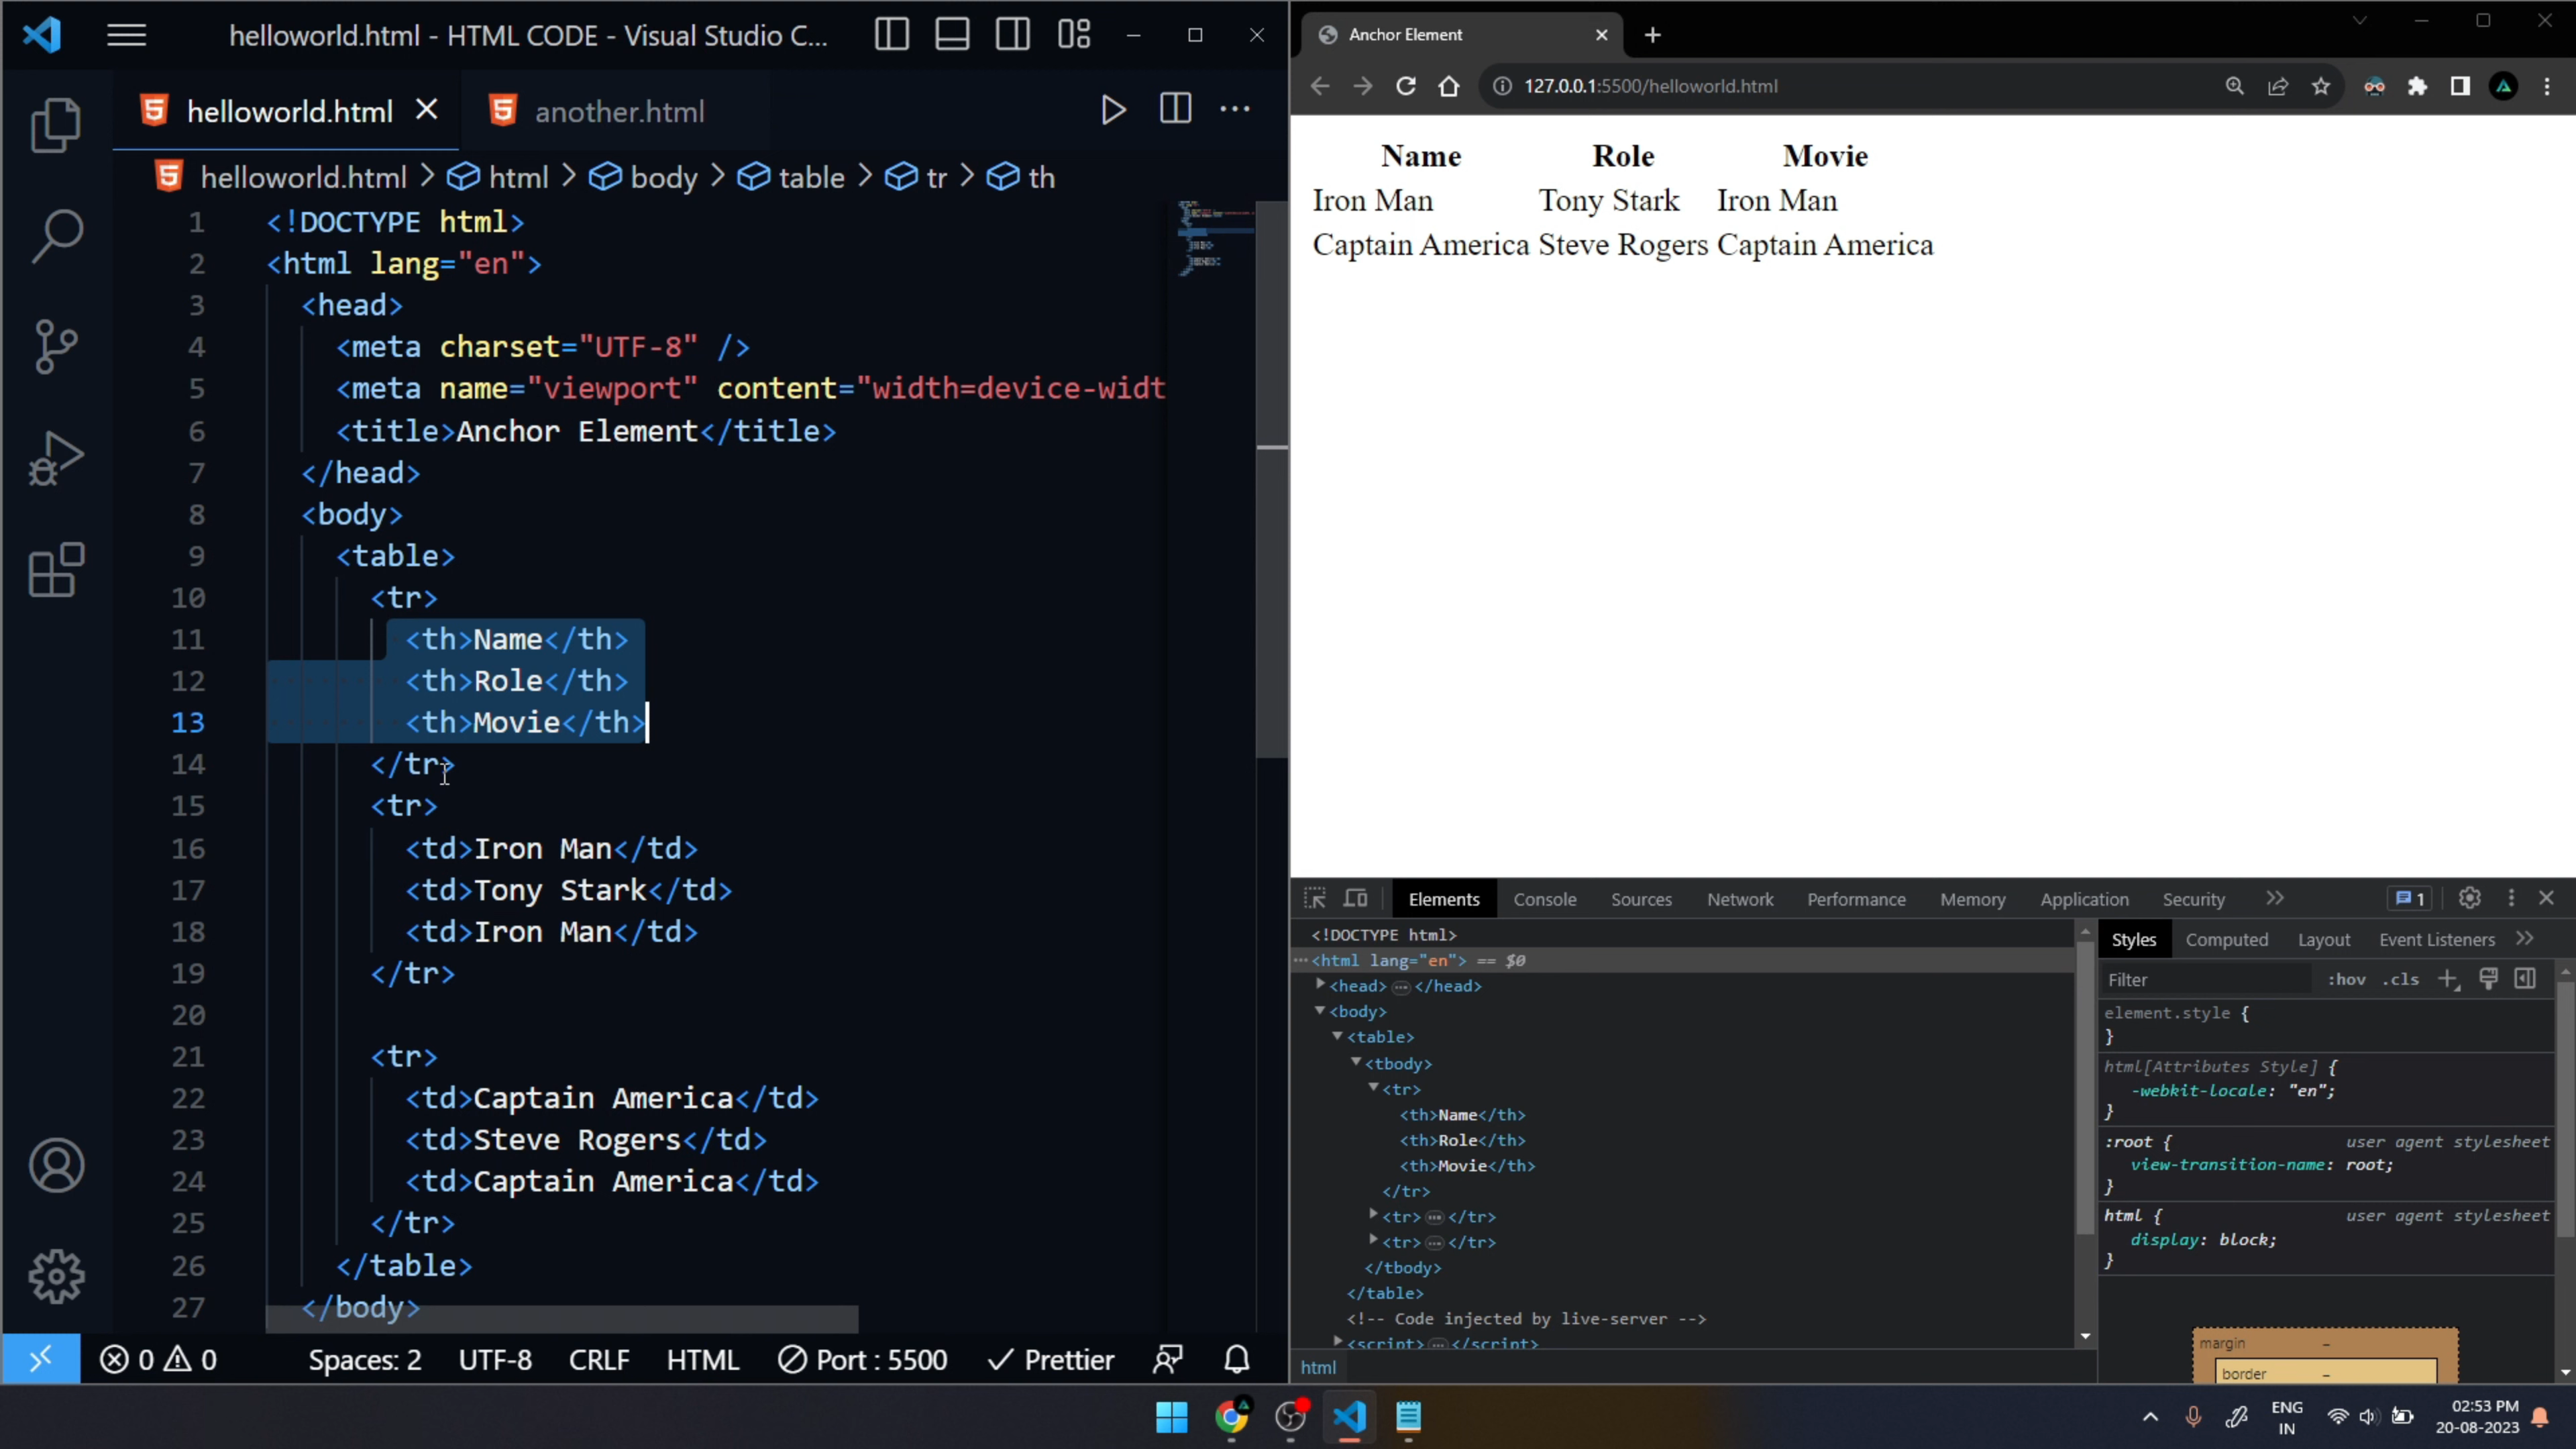 helloworld.html - HTML CODE - Visual Studio C...
helloworld.html
another.html
helloworld.html > html > body > table > tr > th
1 <!DOCTYPE html>
2 <html lang="en">
3 <head>
4 <meta charset="UTF-8" />
5 <meta name="viewport" content="width=device-widt
6 <title>Anchor Element</title>
7 </head>
8 <body>
9 <table>
10 <tr>
11 <th>Name</th>
12 <th>Role</th>
13 <th>Movie</th>
14 </tr>
15 <tr>
16 <td>Iron Man</td>
17 <td>Tony Stark</td>
18 <td>Iron Man</td>
19 </tr>
20
21 <tr>
22 <td>Captain America</td>
23 <td>Steve Rogers</td>
24 <td>Captain America</td>
25 </tr>
26 </table>
27 </body>
0 0 Spaces: 2 UTF-8 CRLF HTML Port : 5500 Prettier
Anchor Element
127.0.0.1:5500/helloworld.html
Name Role Movie
Iron Man Tony Stark Iron Man
Captain America Steve Rogers Captain America
Elements Console Sources Network Performance Memory Application Security 1
<!DOCTYPE html>
<html lang="en"> == $0
<head> </head>
<body>
<table>
<tbody>
<tr>
<th>Name</th>
<th>Role</th>
<th>Movie</th>
</tr>
<tr> </tr>
<tr> </tr>
</tbody>
</table>
<!-- Code injected by live-server -->
<script> </script>
html
Styles Computed Layout Event Listeners
Filter :hov .cls
element.style {
}
html[Attributes Style] {
-webkit-locale: "en";
}
:root { user agent stylesheet
view-transition-name: root;
}
html { user agent stylesheet
display: block;
}
margin -
border -
ENG
IN
02:53 PM
20-08-2023